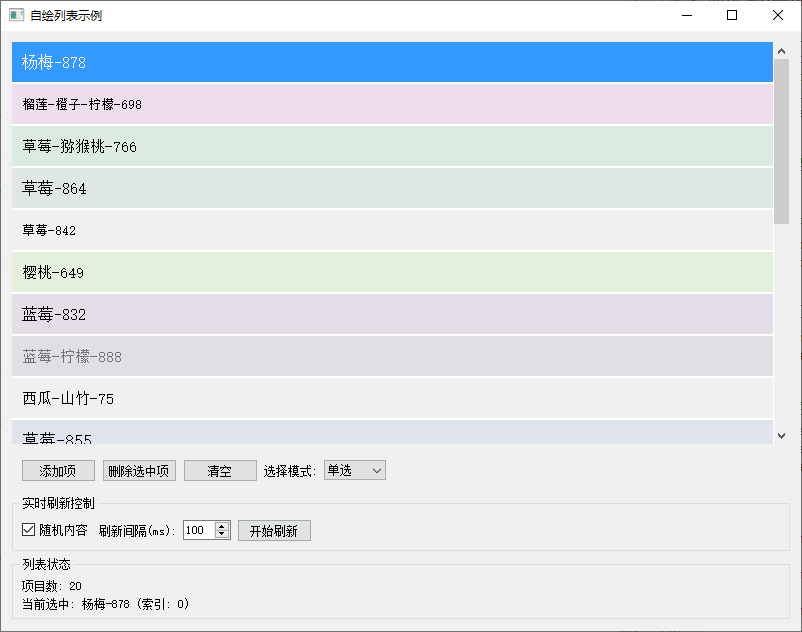 自绘列表示例
杨梅-878
榴莲-橙子-柠檬-698
草莓-猕猴桃-766
草莓-864
草莓-842
樱桃-649
蓝莓-832
蓝莓-柠檬-888
西瓜-山竹-75
草莓-855
添加项 删除选中项 清空 选择模式: 单选
实时刷新控制
随机内容 刷新间隔(ms): 100 开始刷新
列表状态
项目数: 20
当前选中: 杨梅-878 (索引: 0)